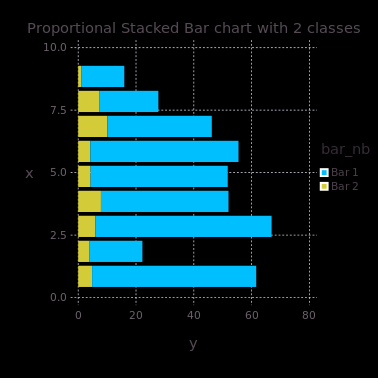 Proportional Stacked Bar chart with 2 classes
10.0
7.5
5.0
2.5
0.0
x
0 20 40 60 80
y
bar_nb
Bar 1
Bar 2